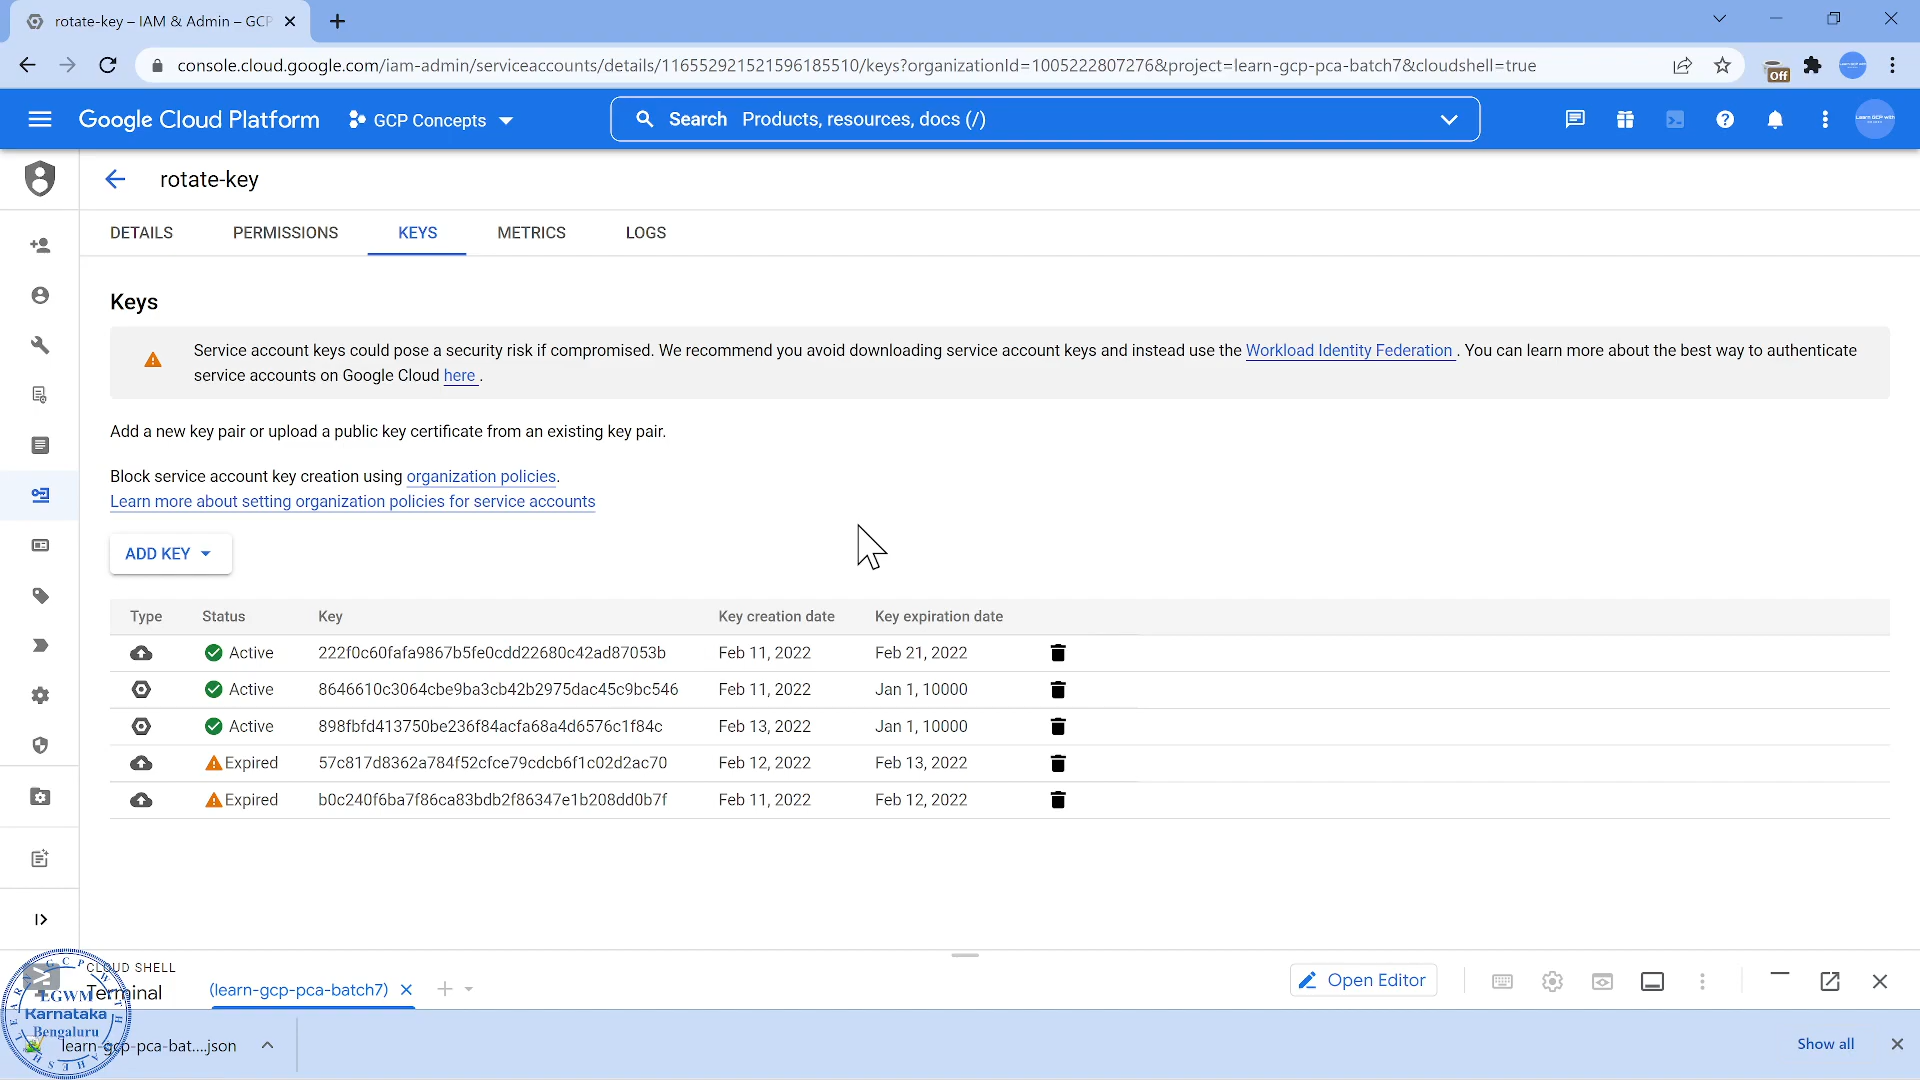 rotate-key – IAM & Admin – GCP
console.cloud.google.com/iam-admin/serviceaccounts/details/116552921521596185510/keys?organizationId=1005222807276&project=learn-gcp-pca-batch7&cloudshell=true
Off
Google Cloud Platform
GCP Concepts
Search Products, resources, docs (/)
rotate-key
DETAILS PERMISSIONS KEYS METRICS LOGS
Keys
Service account keys could pose a security risk if compromised. We recommend you avoid downloading service account keys and instead use the Workload Identity Federation . You can learn more about the best way to authenticate
service accounts on Google Cloud here .
Add a new key pair or upload a public key certificate from an existing key pair.
Block service account key creation using organization policies.
Learn more about setting organization policies for service accounts
ADD KEY
Type Status Key Key creation date Key expiration date
Active 222f0c60fafa9867b5fe0cdd22680c42ad87053b Feb 11, 2022 Feb 21, 2022
Active 8646610c3064cbe9ba3cb42b2975dac45c9bc546 Feb 11, 2022 Jan 1, 10000
Active 898fbfd413750be236f84acfa68a4d6576c1f84c Feb 13, 2022 Jan 1, 10000
Expired 57c817d8362a784f52cfce79cdcb6f1c02d2ac70 Feb 12, 2022 Feb 13, 2022
Expired b0c240f6ba7f86ca83bdb2f86347e1b208dd0b7f Feb 11, 2022 Feb 12, 2022
CLOUD SHELL
Terminal
(learn-gcp-pca-batch7)
Open Editor
LGWM
Karnataka
Bengaluru
learn-gcp-pca-bat....json
Show all